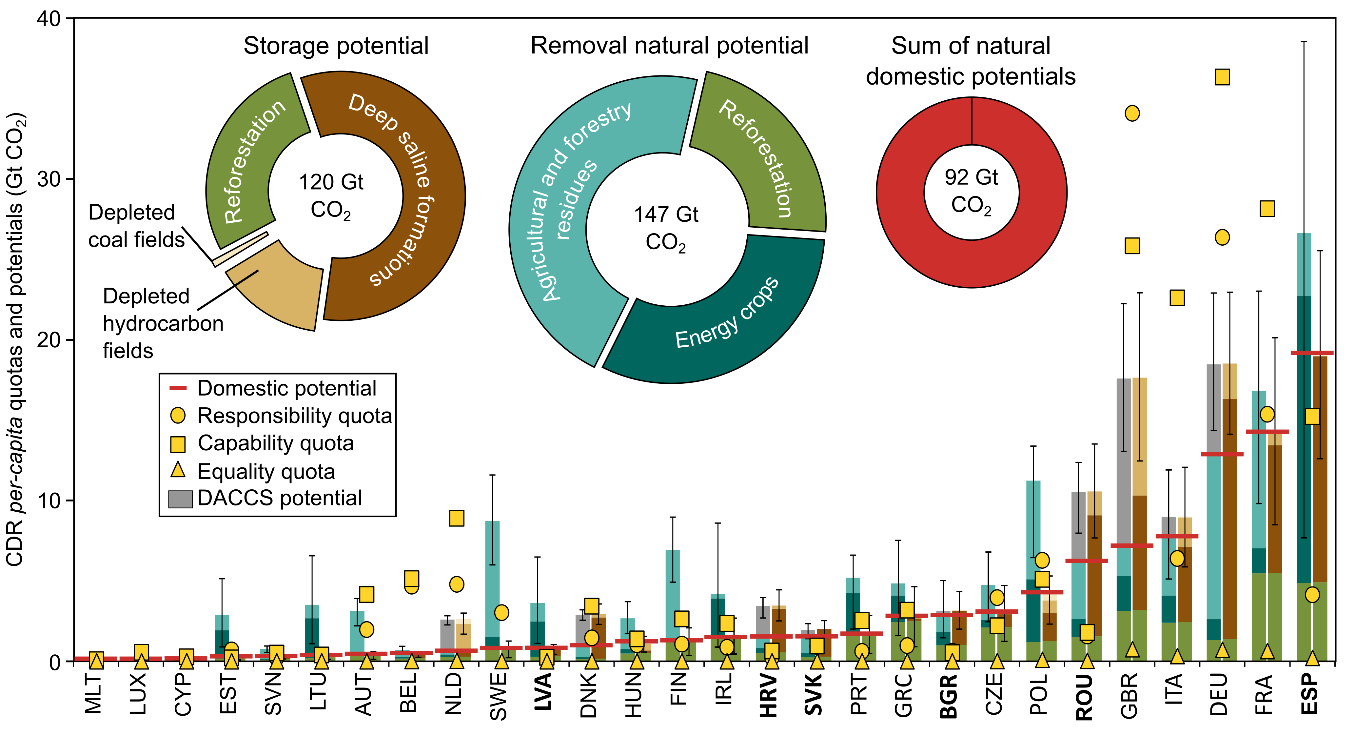 40
30
20
10
0
CDR per-capita quotas and potentials (Gt CO₂)
Storage potential
Reforestation
Deep saline formations
120 Gt
CO₂
Depleted
coal fields
Depleted
hydrocarbon
fields
Removal natural potential
Agricultural and forestry
residues
Reforestation
Energy crops
147 Gt
CO₂
Sum of natural
domestic potentials
92 Gt
CO₂
Domestic potential
Responsibility quota
Capability quota
Equality quota
DACCS potential
MLT
LUX
CYP
EST
SVN
LTU
AUT
BEL
NLD
SWE
LVA
DNK
HUN
FIN
IRL
HRV
SVK
PRT
GRC
BGR
CZE
POL
ROU
GBR
ITA
DEU
FRA
ESP